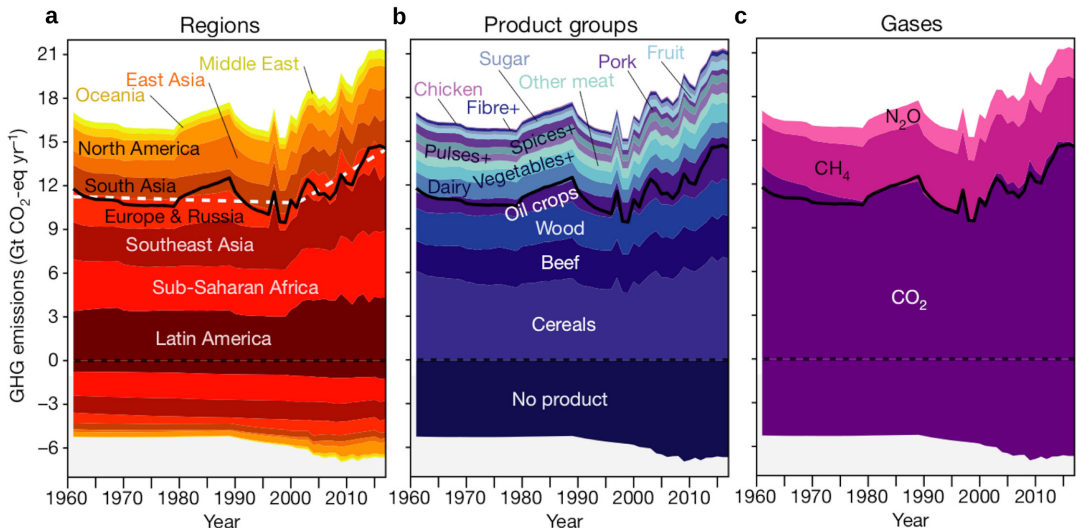 a
Regions
GHG emissions (Gt CO₂-eq yr⁻¹)
21
18
15
12
9
6
3
0
−3
−6
Middle East
East Asia
Oceania
North America
South Asia
Europe & Russia
Southeast Asia
Sub-Saharan Africa
Latin America
1960
1970
1980
1990
2000
2010
Year
b
Product groups
Sugar
Pork
Fruit
Chicken
Fibre+
Other meat
Pulses+
Spices+
Dairy
Vegetables+
Oil crops
Wood
Beef
Cereals
No product
1960
1970
1980
1990
2000
2010
Year
c
Gases
N₂O
CH₄
CO₂
1960
1970
1980
1990
2000
2010
Year